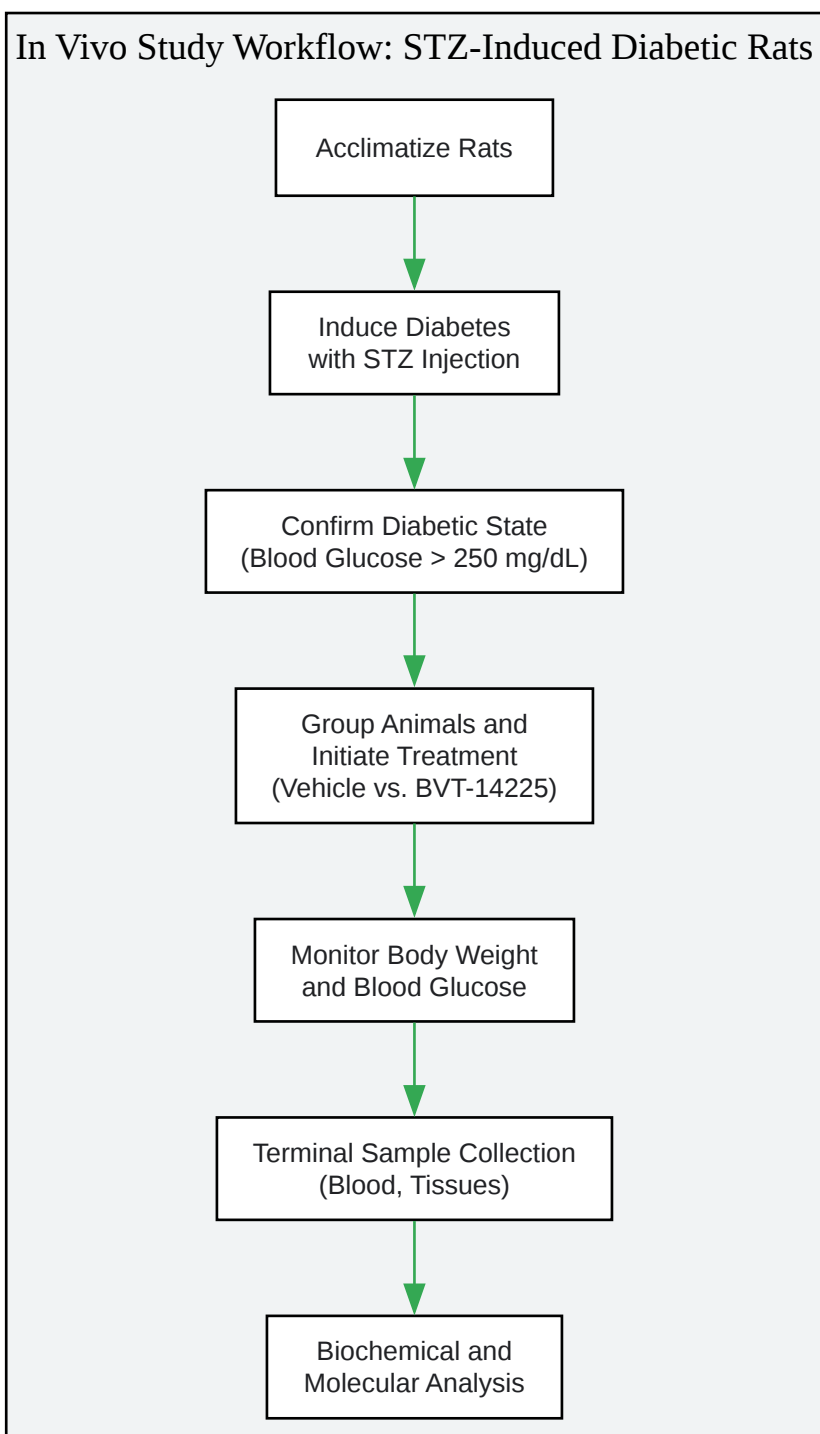 In Vivo Study Workflow: STZ-Induced Diabetic Rats
Acclimatize Rats
Induce Diabetes
with STZ Injection
Confirm Diabetic State
(Blood Glucose > 250 mg/dL)
Group Animals and
Initiate Treatment
(Vehicle vs. BVT-14225)
Monitor Body Weight
and Blood Glucose
Terminal Sample Collection
(Blood, Tissues)
Biochemical and
Molecular Analysis